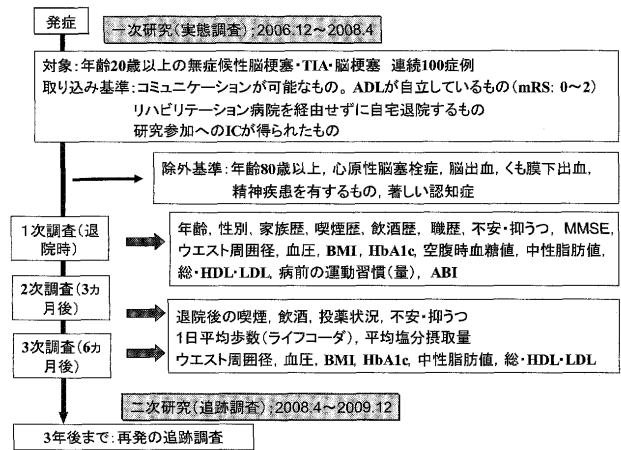 発症
一次研究(実態調査);2006.12～2008.4
対象:年齢20歳以上の無症候性脳梗塞・TIA・脳梗塞 連続100症例
取り込み基準:コミュニケーションが可能なもの。ADLが自立しているもの(mRS: 0～2)
リハビリテーション病院を経由せずに自宅退院するもの
研究参加へのICが得られたもの
除外基準:年齢80歳以上, 心原性脳塞栓症, 脳出血, くも膜下出血,
精神疾患を有するもの, 著しい認知症
1次調査(退
院時)
年齢, 性別, 家族歴, 喫煙歴, 飲酒歴, 職歴, 不安・抑うつ, MMSE,
ウエスト周囲径, 血圧, BMI, HbA1c, 空腹時血糖値, 中性脂肪値,
総・HDL・LDL, 病前の運動習慣(量), ABI
2次調査(3ヵ
月後)
退院後の喫煙, 飲酒, 投薬状況, 不安・抑うつ
1日平均歩数(ライフコーダ), 平均塩分摂取量
ウエスト周囲径, 血圧, BMI, HbA1c, 中性脂肪値, 総・HDL・LDL
3次調査(6ヵ
月後)
二次研究(追跡調査);2008.4～2009.12
3年後まで:再発の追跡調査